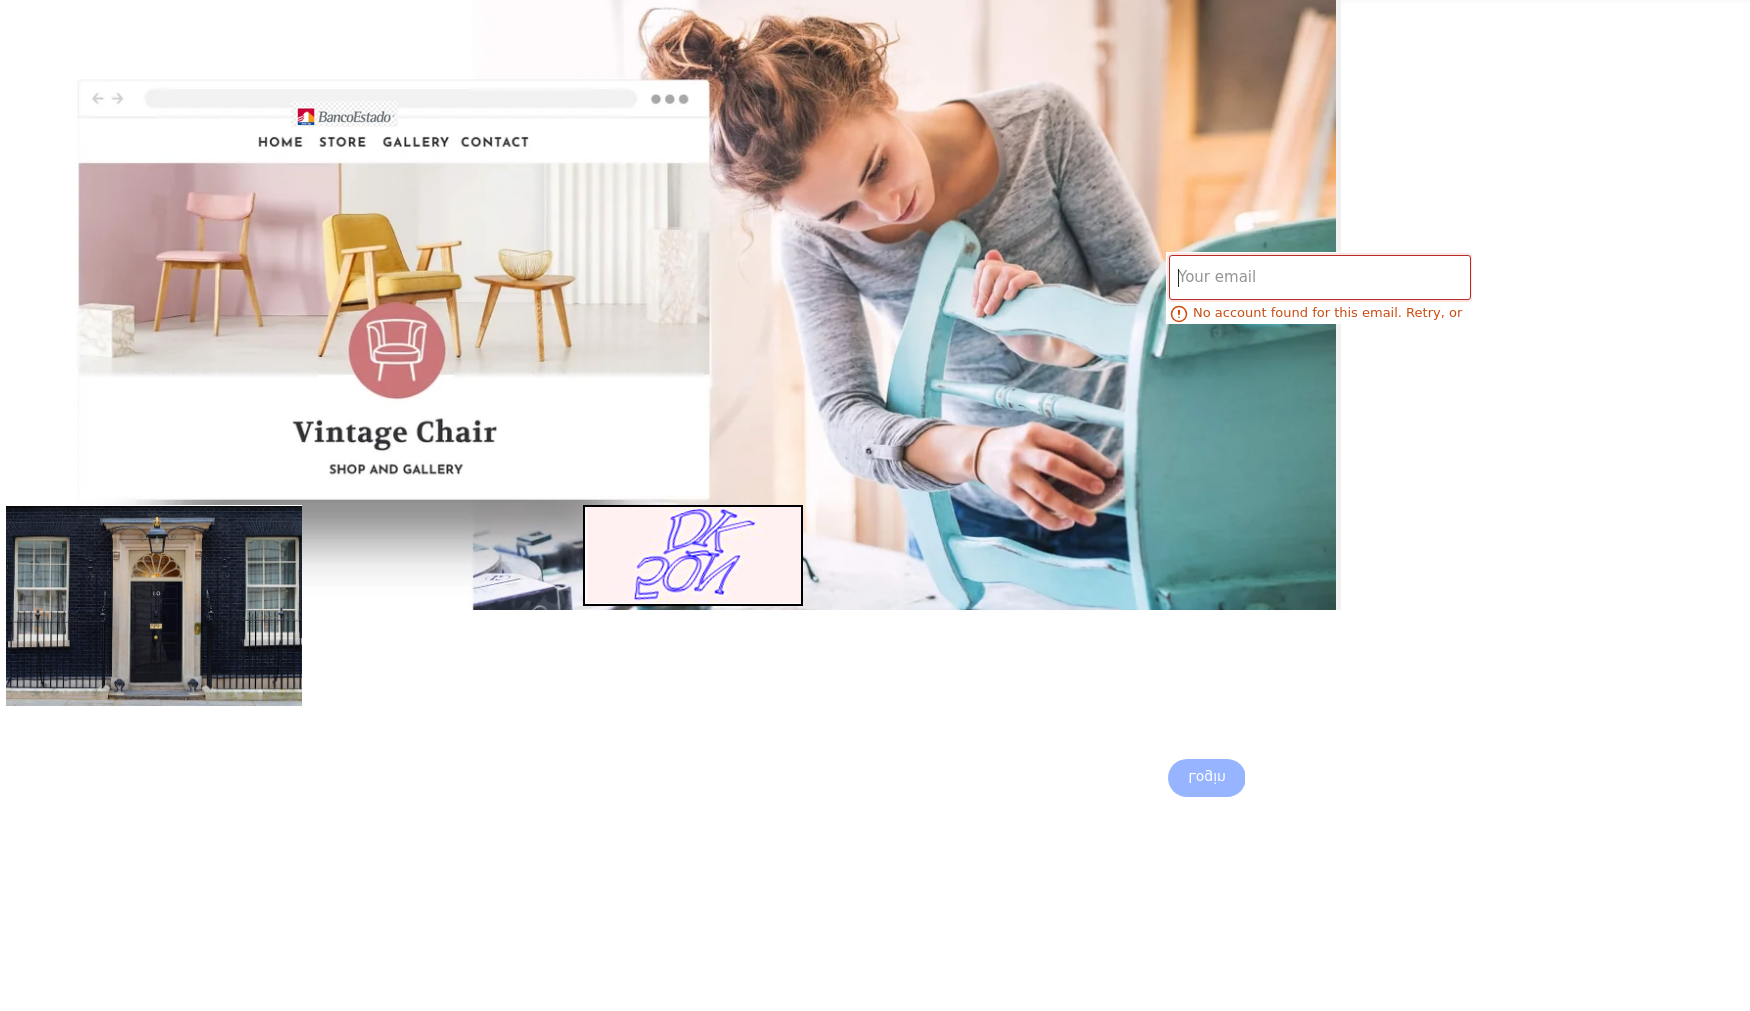 BancoEstado
HOME STORE GALLERY CONTACT
Your email
No account found for this email. Retry, or
Vintage Chair
SHOP AND GALLERY
DK
10
Login